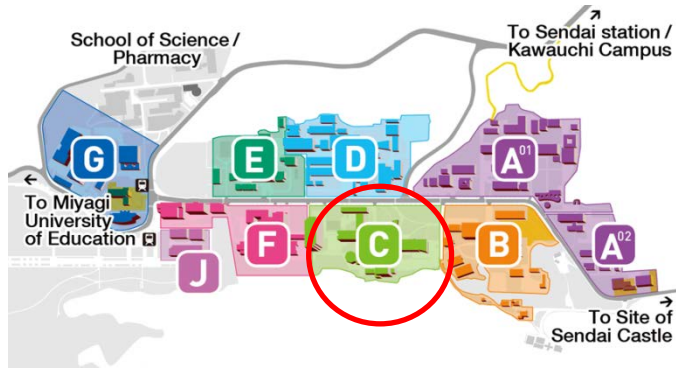 School of Science /
Pharmacy
To Sendai station /
Kawauchi Campus
G
E
D
A01
To Miyagi
University
of Education
J
F
C
B
A02
To Site of
Sendai Castle